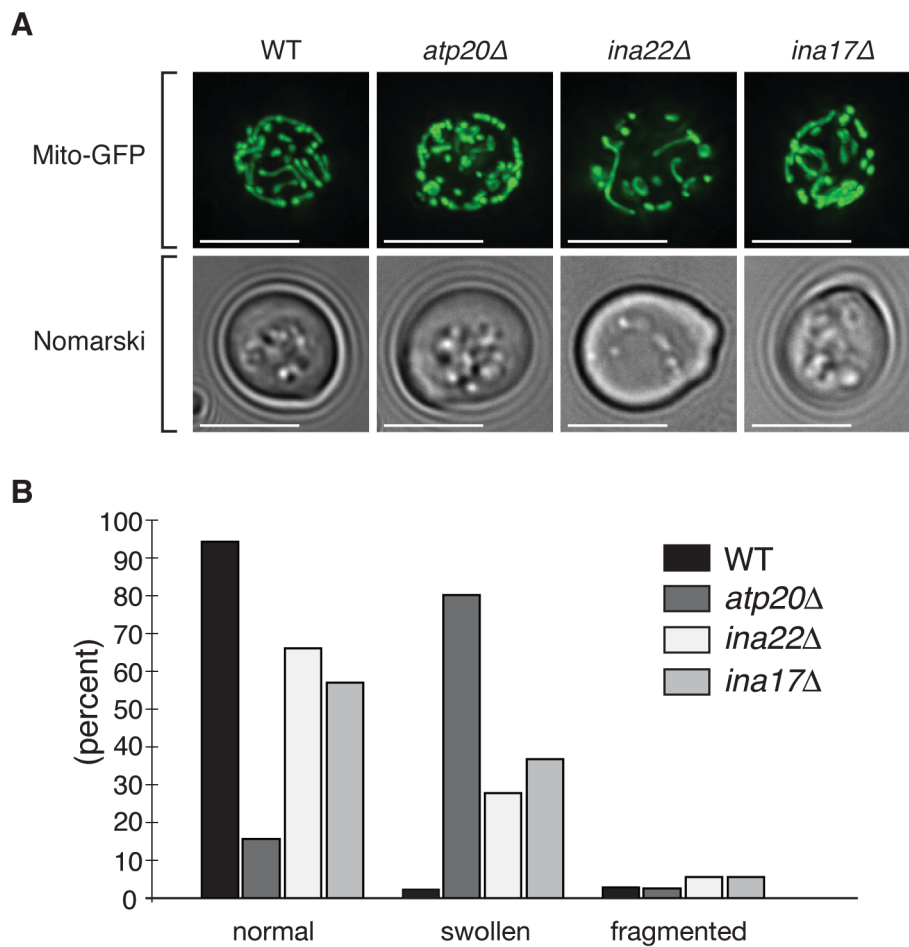 A
WT atp20Δ ina22Δ ina17Δ
Mito-GFP
Nomarski
B
(percent)
100
90
80
70
60
50
40
30
20
10
0
WT
atp20Δ
ina22Δ
ina17Δ
normal swollen fragmented